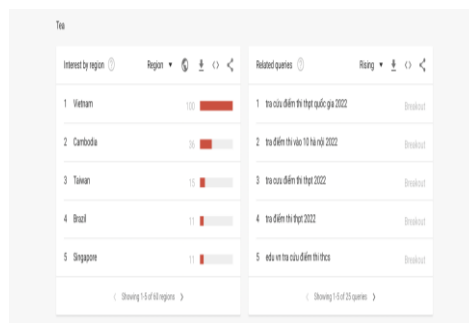 Tea
Interest by region
Region
1 Vietnam 100
2 Cambodia 36
3 Taiwan 15
4 Brazil 11
5 Singapore 11
Showing 1-5 of 63 regions
Related queries
Rising
1 tra cứu điểm thi thpt quốc gia 2022 Breakout
2 tra điểm thi vào 10 hà nội 2022 Breakout
3 tra cuu điểm thi thpt 2022 Breakout
4 tra điểm thi thpt 2022 Breakout
5 edu vn tra cứu điểm thi thcs Breakout
Showing 1-5 of 25 queries